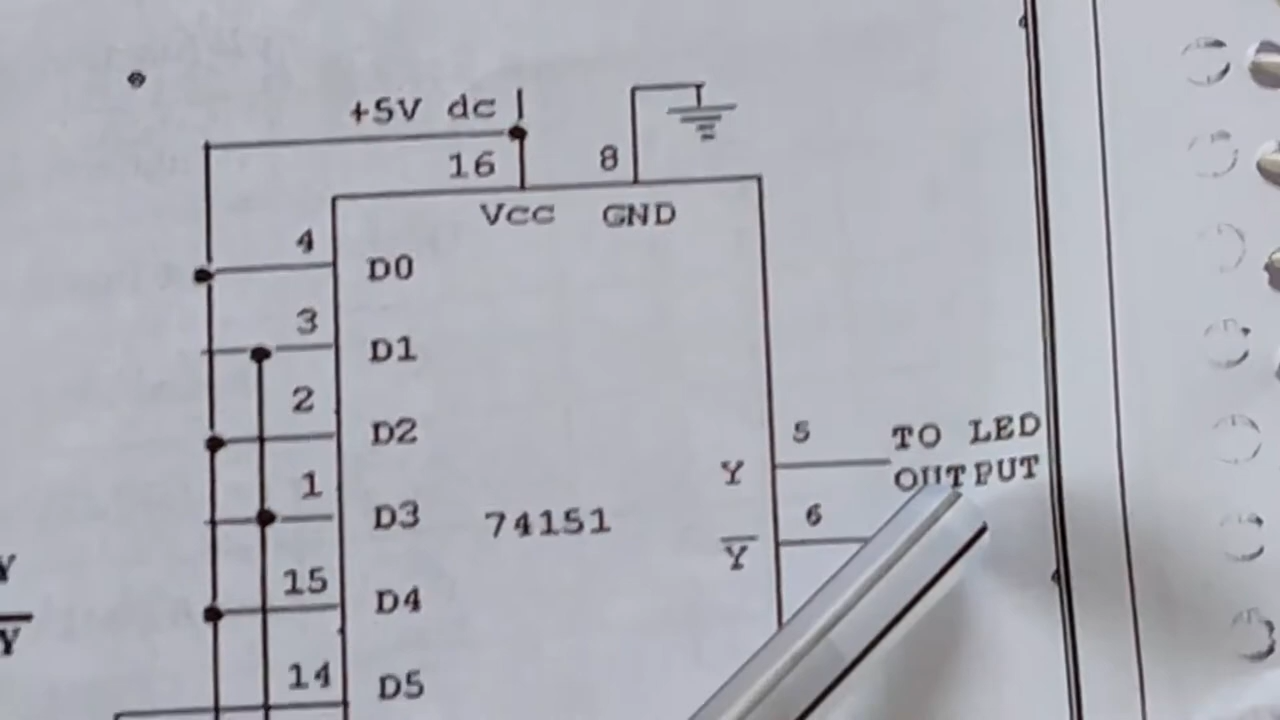 +5V dc
16 8
Vcc GND
4 D0
3 D1
2 D2
1 D3
74151
15 D4
14 D5
5 Y
TO LED
OUTPUT
6 Y̅
Y
Y̅